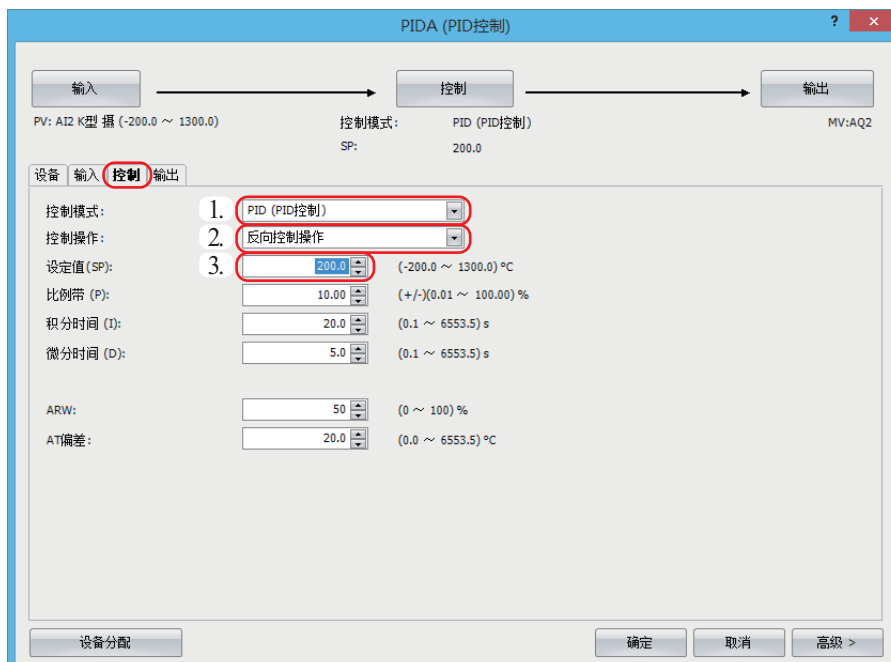 PIDA (PID控制)
? ×
输入 控制 输出
PV: AI2 K型 摄 (-200.0 ~ 1300.0) 控制模式: PID (PID控制) MV:AQ2
SP: 200.0
设备 输入 控制 输出
控制模式: 1. PID (PID控制)
控制操作: 2. 反向控制操作
设定值(SP): 3. 200.0 (-200.0 ~ 1300.0) °C
比例带 (P): 10.00 (+/-)(0.01 ~ 100.00) %
积分时间 (I): 20.0 (0.1 ~ 6553.5) s
微分时间 (D): 5.0 (0.1 ~ 6553.5) s
ARW: 50 (0 ~ 100) %
AT偏差: 20.0 (0.0 ~ 6553.5) °C
设备分配 确定 取消 高级 >